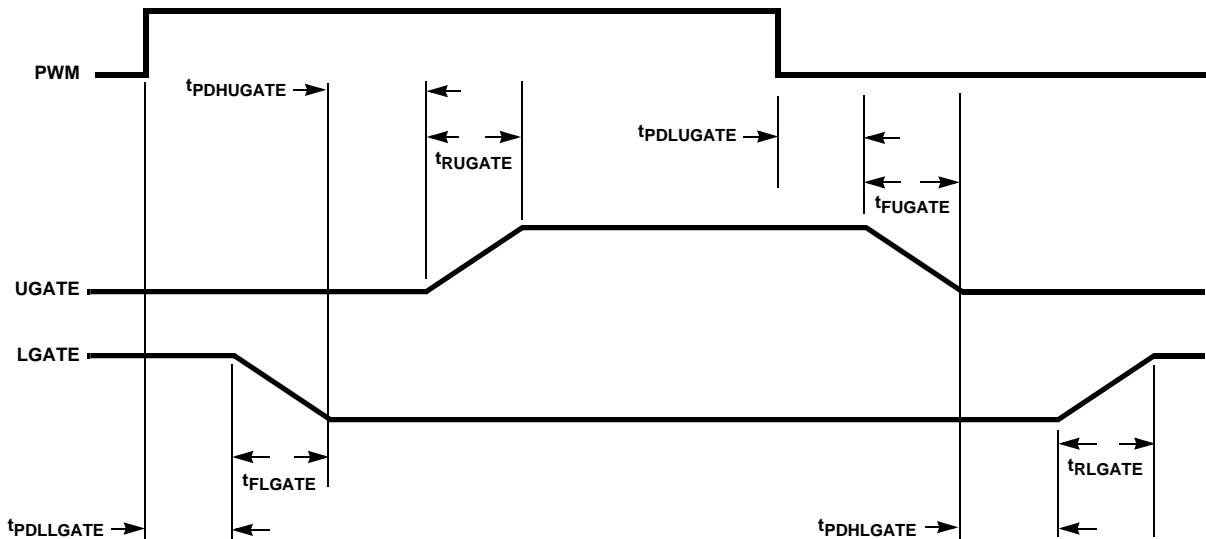 PWM
tPDHUGATE
tPDLUGATE
tRUGATE
tFUGATE
UGATE
LGATE
tFLGATE
tRLGATE
tPDLLGATE
tPDHLGATE